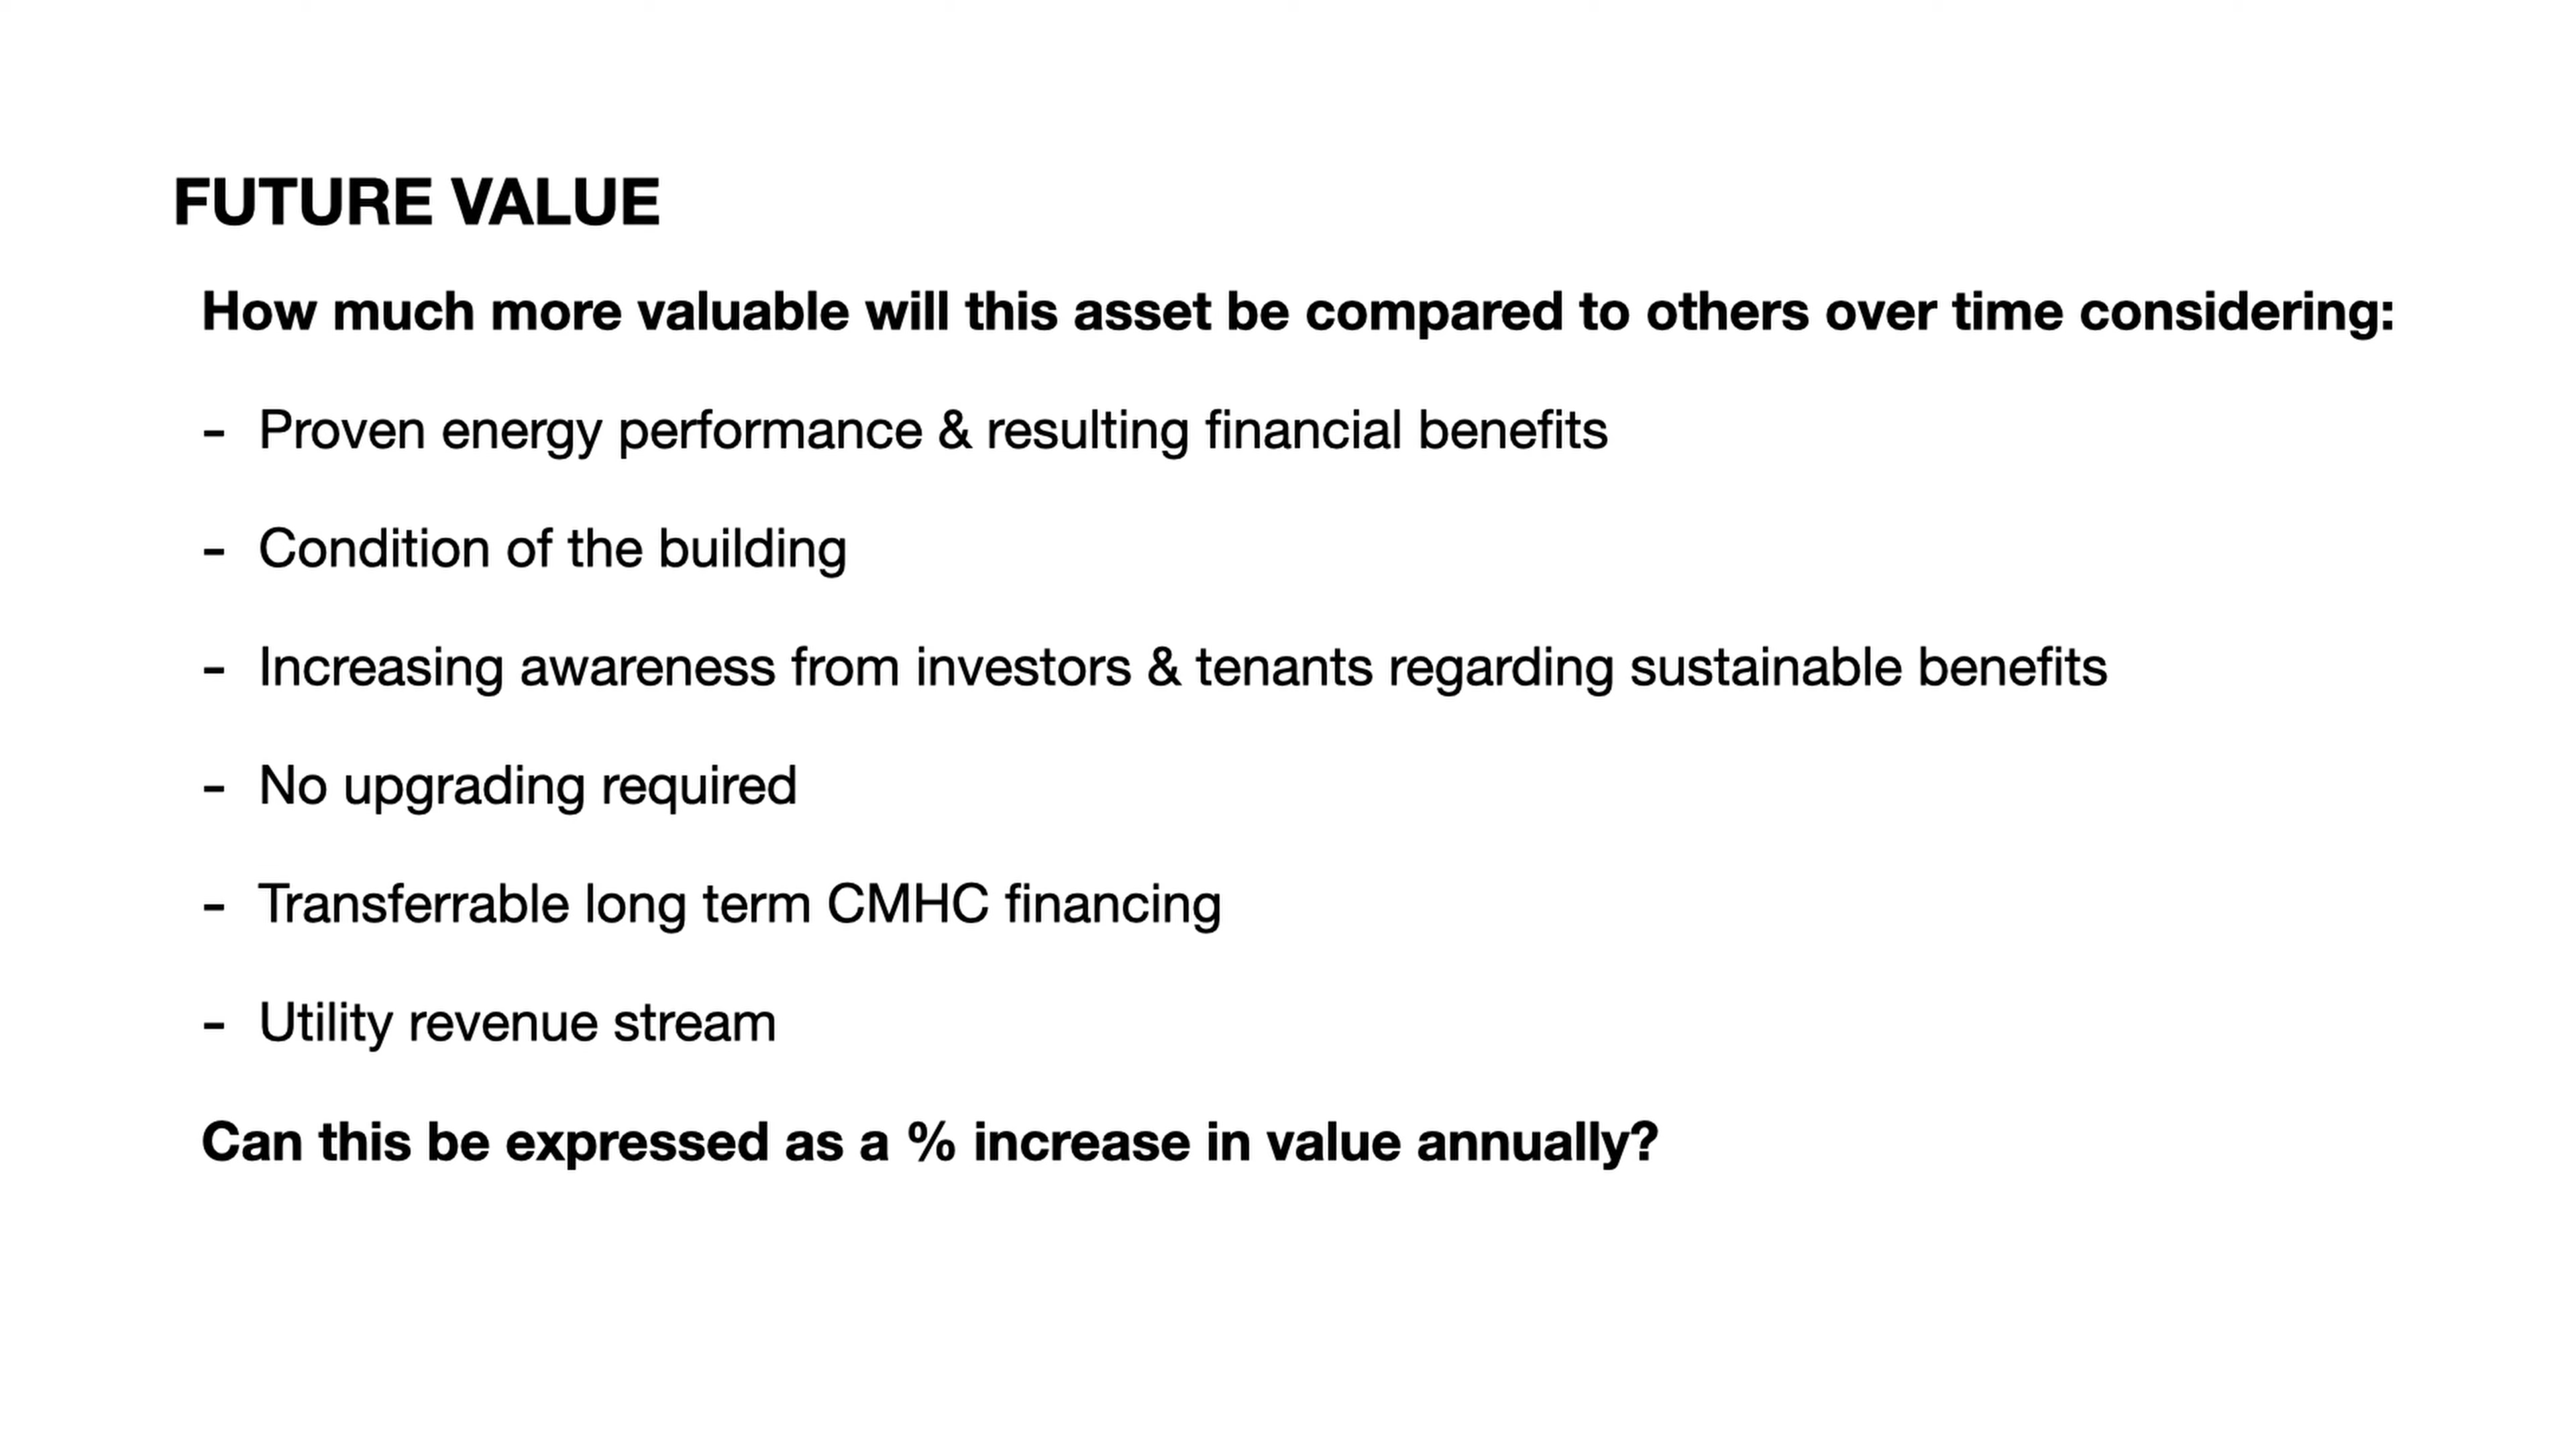 FUTURE VALUE
How much more valuable will this asset be compared to others over time considering:
- Proven energy performance & resulting financial benefits
- Condition of the building
- Increasing awareness from investors & tenants regarding sustainable benefits
- No upgrading required
- Transferrable long term CMHC financing
- Utility revenue stream
Can this be expressed as a % increase in value annually?